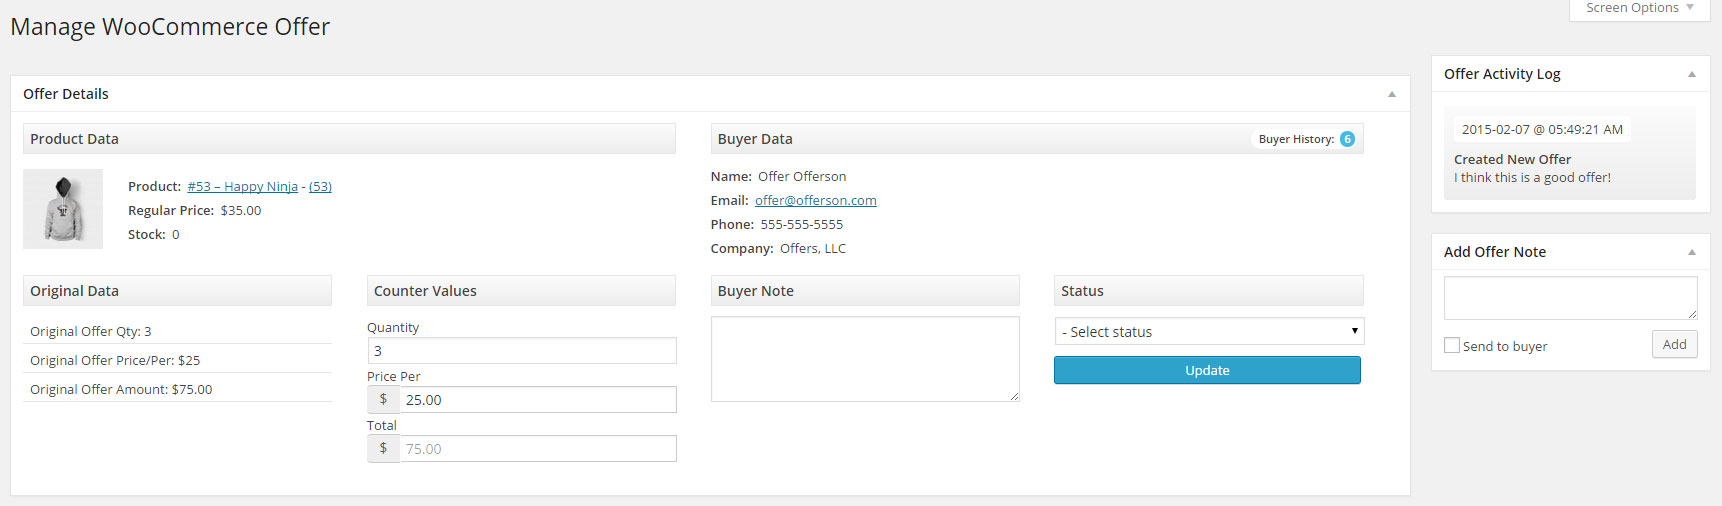 Screen Options
Manage WooCommerce Offer
Offer Details
Product Data
Product: #53 – Happy Ninja - (53)
Regular Price: $35.00
Stock: 0
Buyer Data
Buyer History: 6
Name: Offer Offerson
Email: offer@offerson.com
Phone: 555-555-5555
Company: Offers, LLC
Original Data
Original Offer Qty: 3
Original Offer Price/Per: $25
Original Offer Amount: $75.00
Counter Values
Quantity
3
Price Per
$ 25.00
Total
$ 75.00
Buyer Note
Status
- Select status
Update
Offer Activity Log
2015-02-07 @ 05:49:21 AM
Created New Offer
I think this is a good offer!
Add Offer Note
Send to buyer
Add